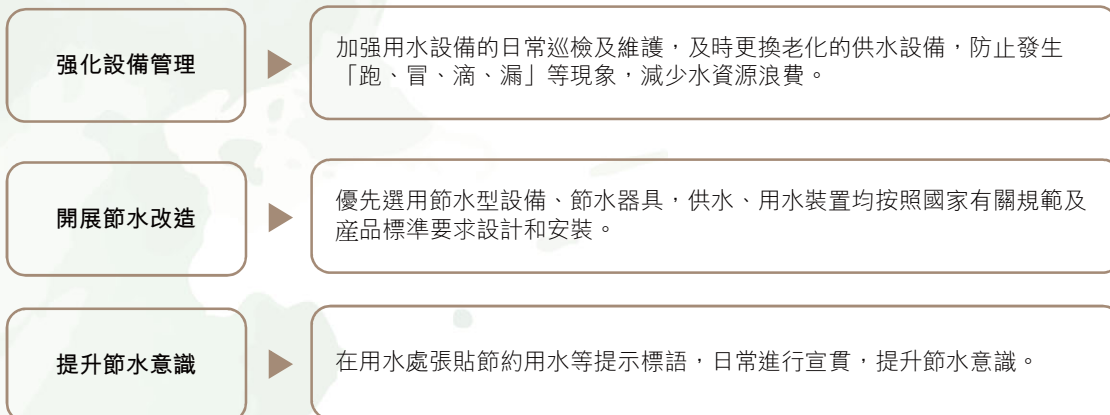 强化設備管理
加强用水設備的日常巡檢及維護，及時更換老化的供水設備，防止發生
「跑、冒、滴、漏」等現象，減少水資源浪費。
開展節水改造
優先選用節水型設備、節水器具，供水、用水裝置均按照國家有關規範及
産品標準要求設計和安裝。
提升節水意識
在用水處張貼節約用水等提示標語，日常進行宣貫，提升節水意識。